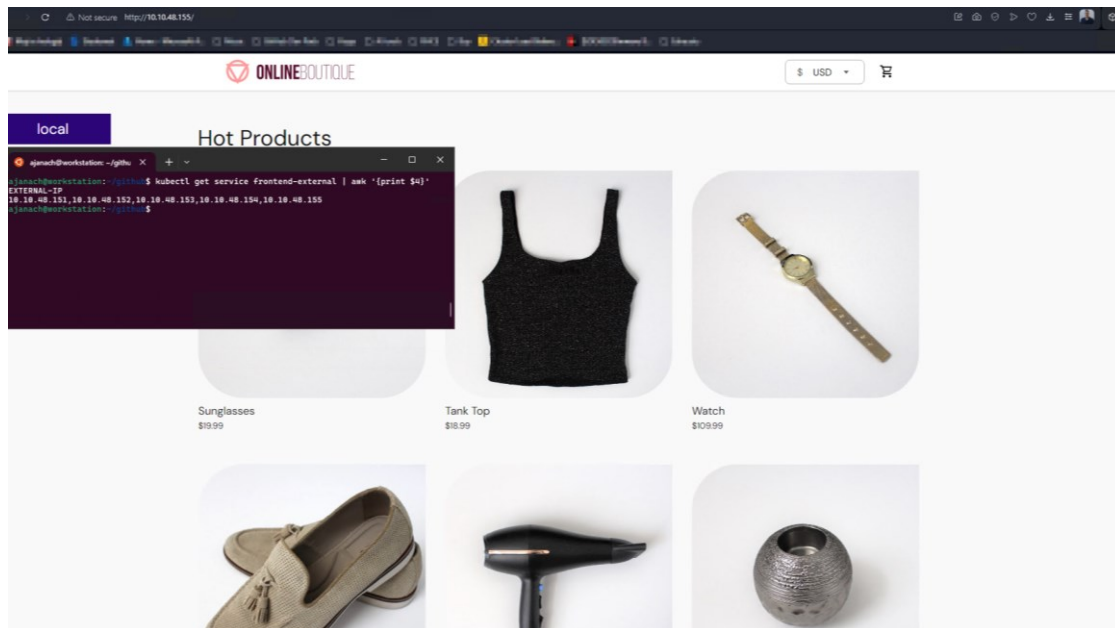 Not secure http://10.10.48.155/
ONLINEBOUTIQUE
$ USD
local
Hot Products
ajanach@workstation: ~/githu
ajanach@workstation:~/github$ kubectl get service frontend-external | awk '{print $4}'
EXTERNAL-IP
10.10.48.151,10.10.48.152,10.10.48.153,10.10.48.154,10.10.48.155
ajanach@workstation:~/github$
Sunglasses
$19.99
Tank Top
$18.99
Watch
$109.99